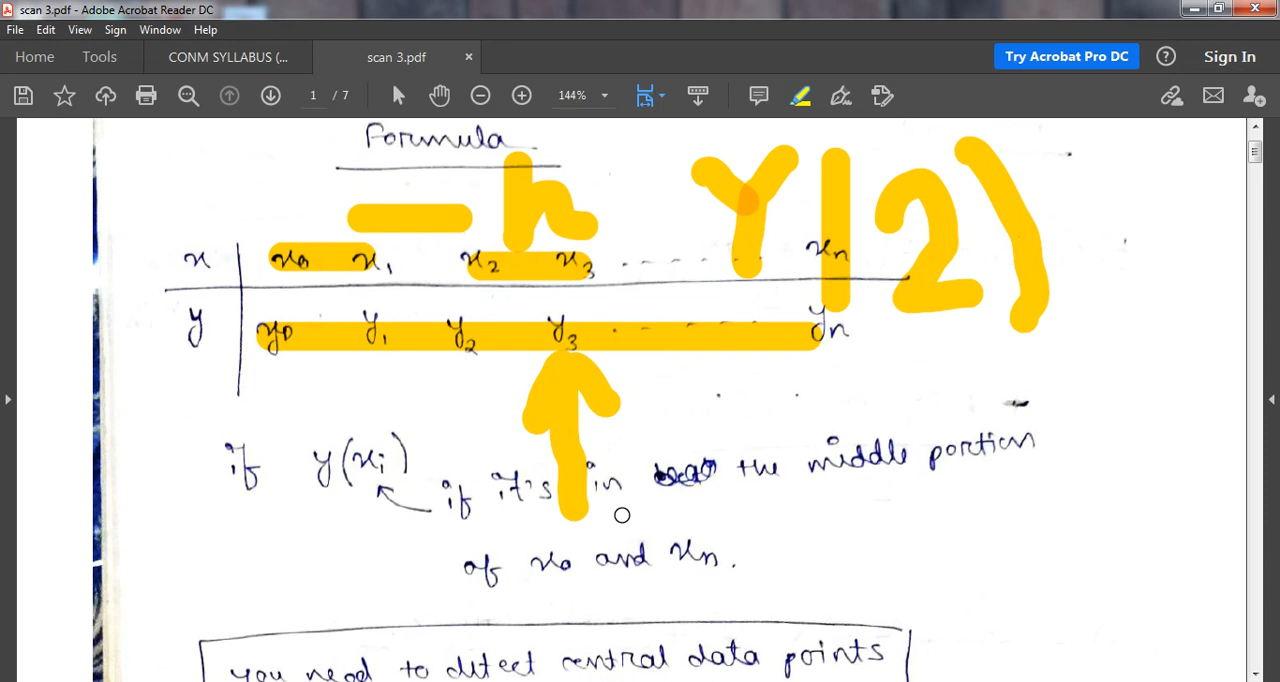 scan 3.pdf - Adobe Acrobat Reader DC
File Edit View Sign Window Help
Home Tools CONM SYLLABUS (... scan 3.pdf × Try Acrobat Pro DC ? Sign In
1 / 7 144%
Formula
h Y(2)
x x0 x1 x2 x3 ........ xn
y y0 y1 y2 y3 ........ yn
if y(xi) if it's in the middle portion
of x0 and xn.
you need to detect central data points